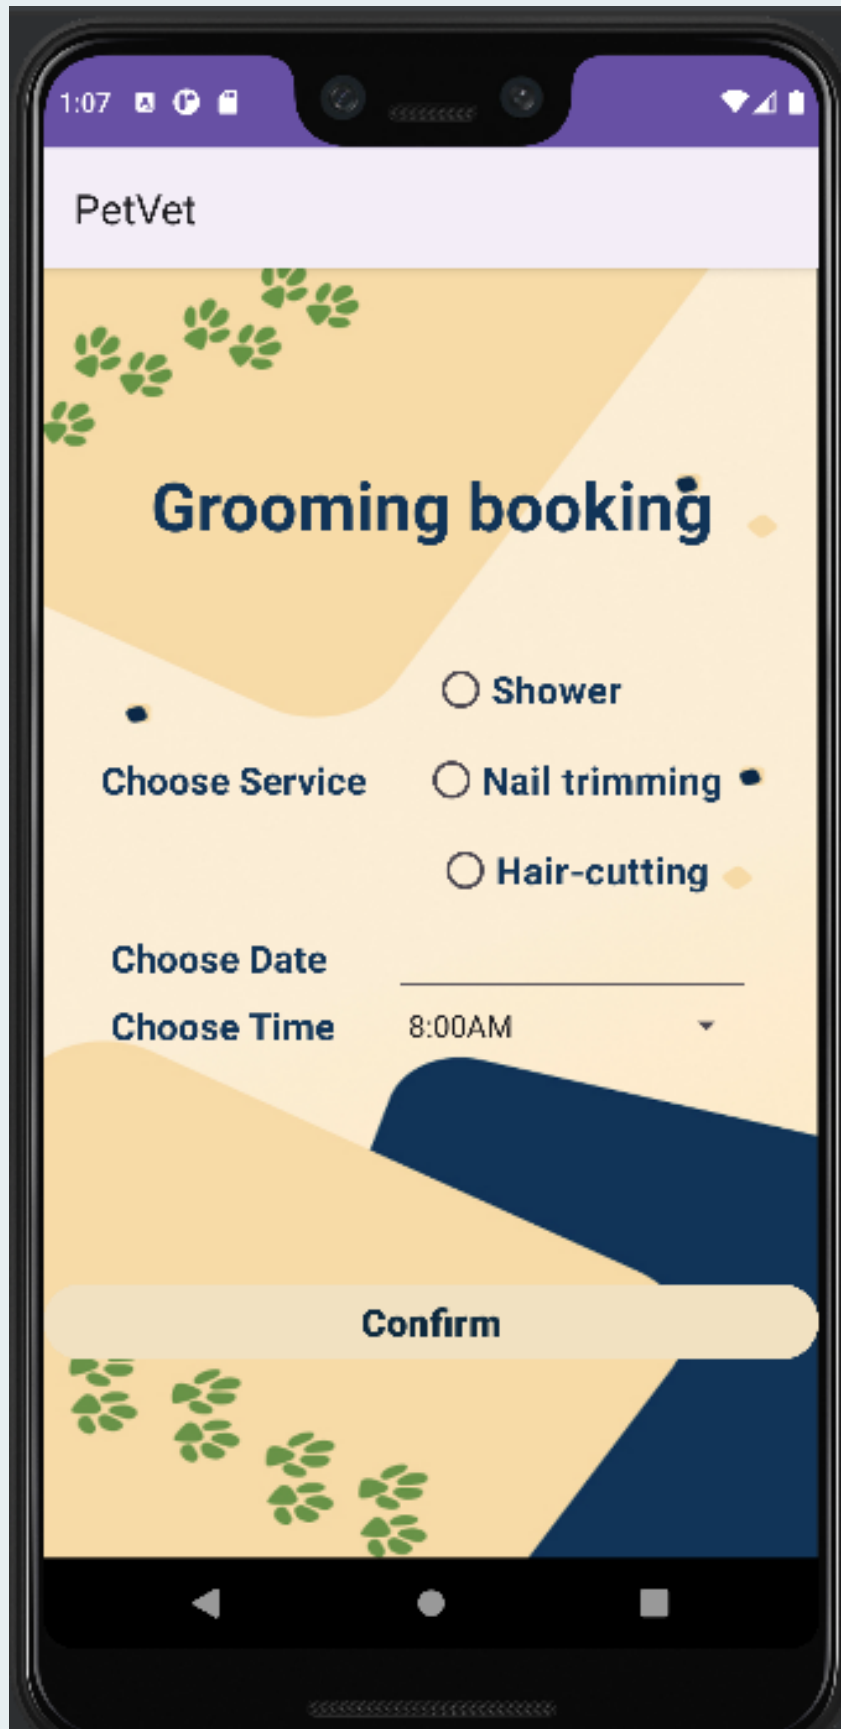 1:07
PetVet
Grooming booking
Shower
Choose Service
Nail trimming
Hair-cutting
Choose Date
Choose Time
8:00AM
Confirm